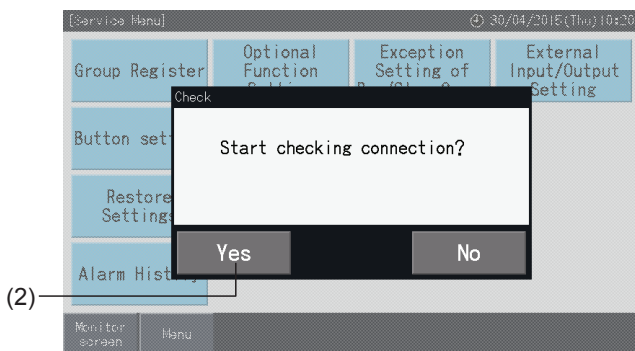 [Service Menu] 30/04/2015(Thu)10:20
Group Register
Optional
Function
Exception
Setting of
External
Input/Output
Setting
Check
Button set
Start checking connection?
Restore
Settings
Yes
No
Alarm Hist
(2)
Monitor
screen
Menu